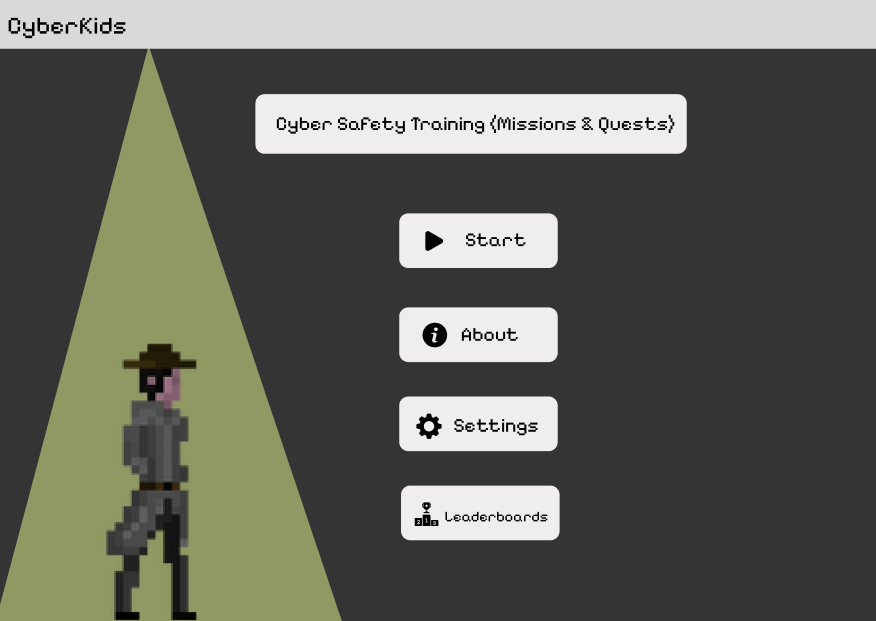 CyberKids
Cyber Safety Training (Missions & Quests)
Start
About
Settings
Leaderboards